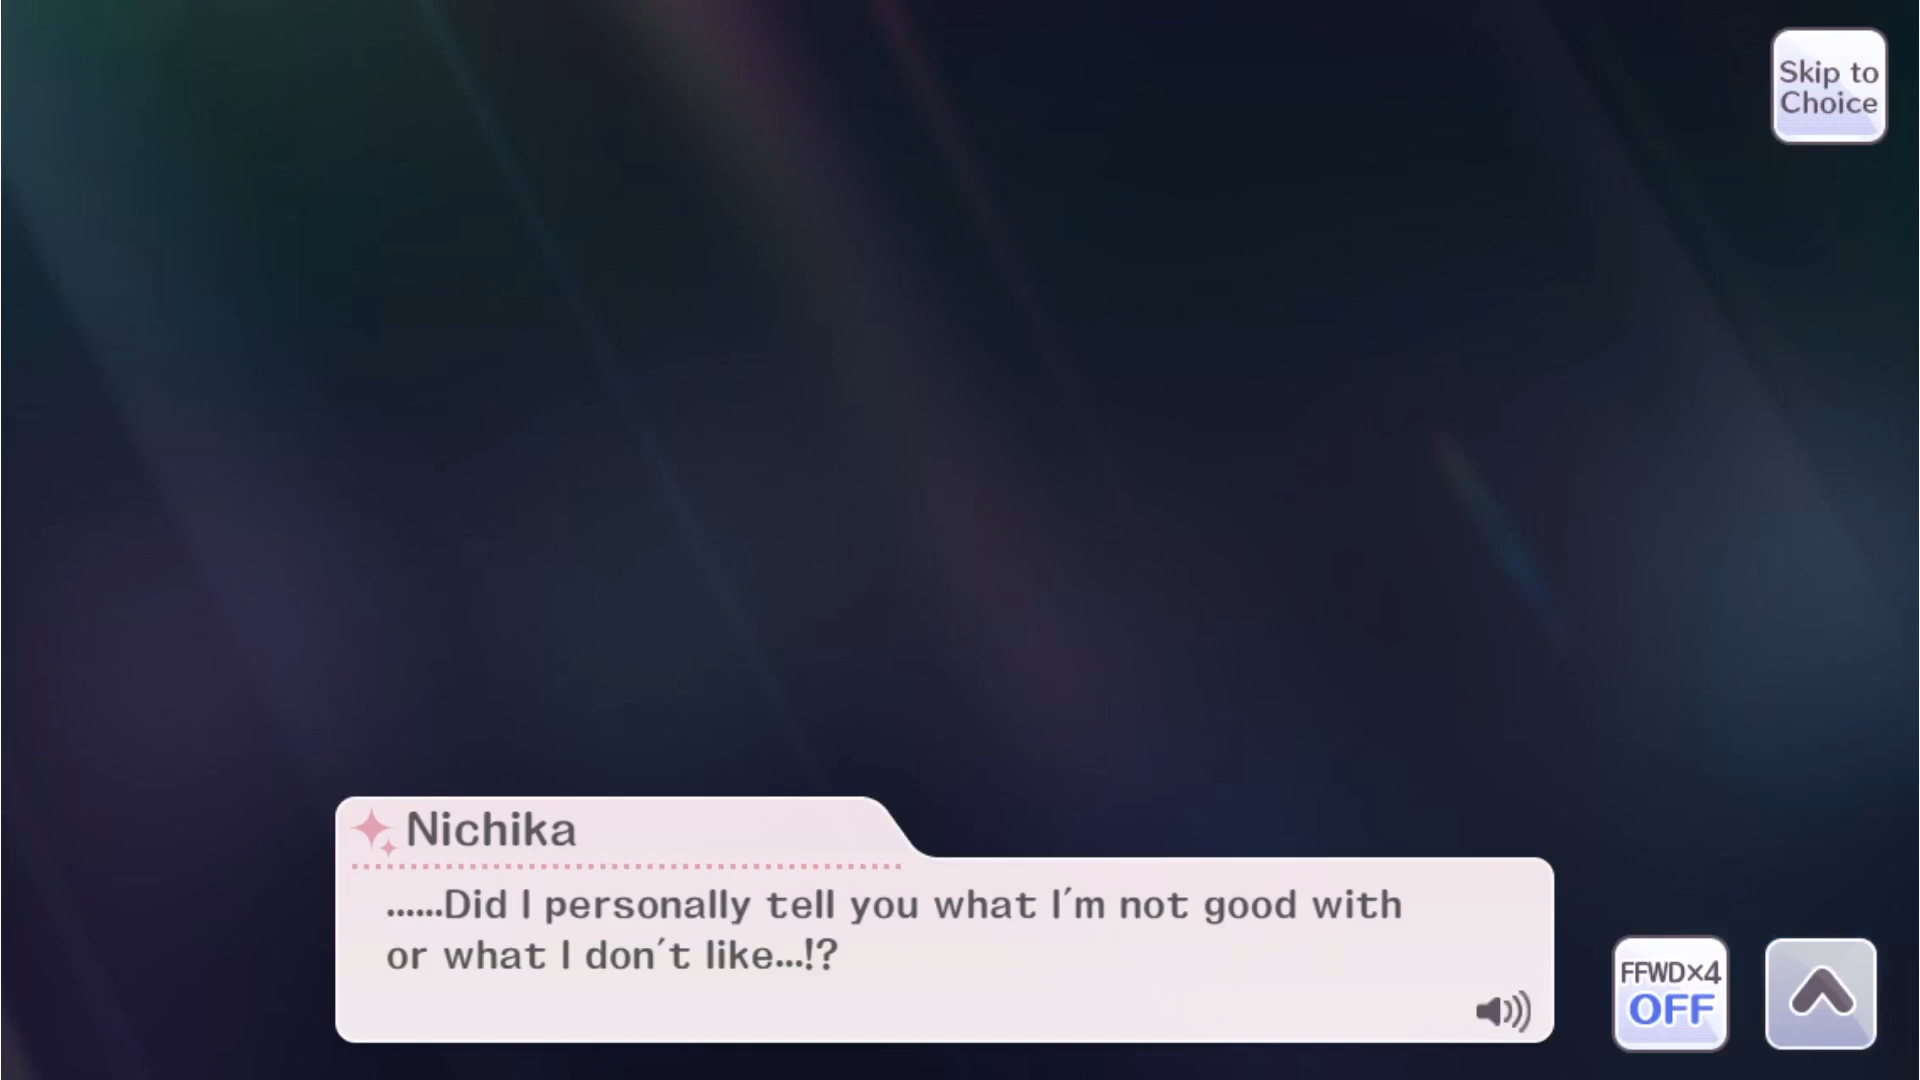 Skip to
Choice
Nichika
......Did I personally tell you what I'm not good with
or what I don't like...!?
FFWD×4
OFF